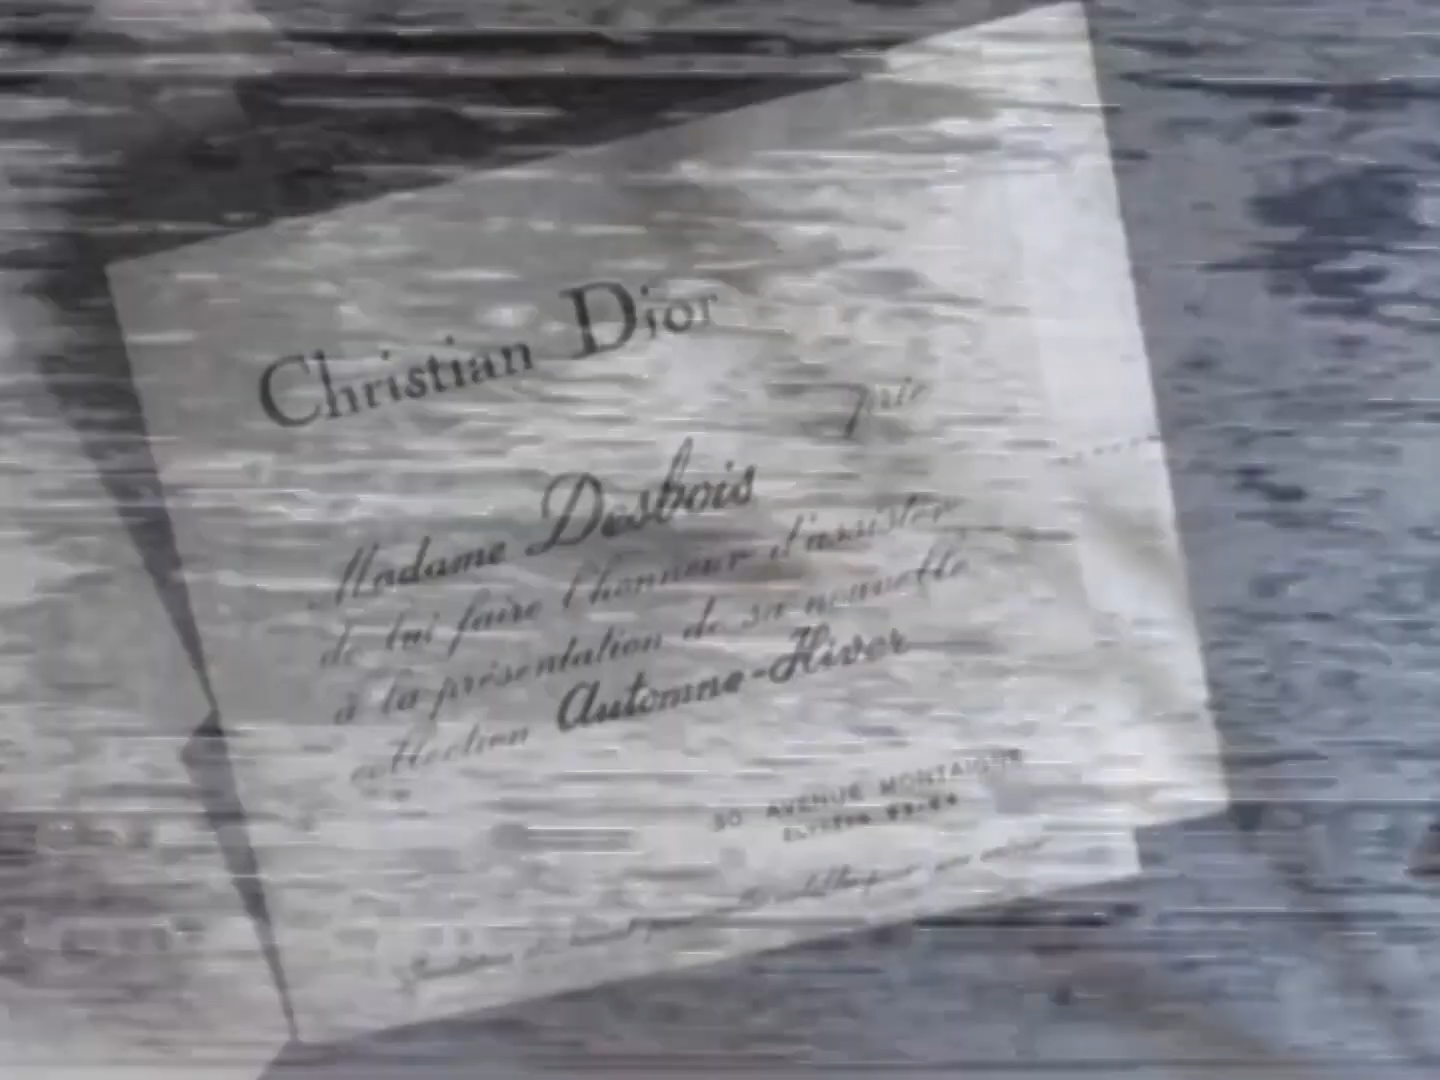 Christian Dior
prie
Madame Desbois
de lui faire l'honneur d'assister
à la présentation de sa nouvelle
collection Automne-Hiver
30 AVENUE MONTAIGNE